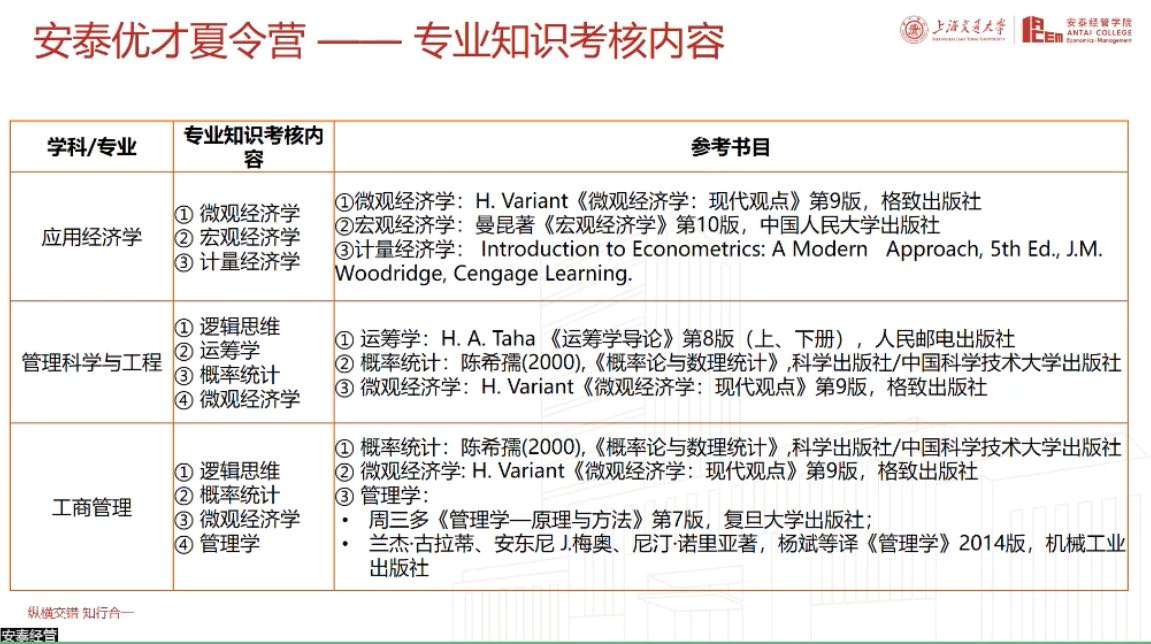 安泰优才夏令营 —— 专业知识考核内容
上海交通大学
SHANGHAI JIAO TONG UNIVERSITY
ACEM
安泰经管学院
ANTAI COLLEGE
Economics & Management
学科/专业
专业知识考核内
容
参考书目
应用经济学
① 微观经济学
② 宏观经济学
③ 计量经济学
①微观经济学：H. Variant《微观经济学：现代观点》第9版，格致出版社
②宏观经济学：曼昆著《宏观经济学》第10版，中国人民大学出版社
③计量经济学： Introduction to Econometrics: A Modern Approach, 5th Ed., J.M.
Woodridge, Cengage Learning.
管理科学与工程
① 逻辑思维
② 运筹学
③ 概率统计
④ 微观经济学
① 运筹学：H. A. Taha 《运筹学导论》第8版（上、下册），人民邮电出版社
② 概率统计：陈希孺(2000),《概率论与数理统计》,科学出版社/中国科学技术大学出版社
③ 微观经济学：H. Variant《微观经济学：现代观点》第9版，格致出版社
工商管理
① 逻辑思维
② 概率统计
③ 微观经济学
④ 管理学
① 概率统计：陈希孺(2000),《概率论与数理统计》,科学出版社/中国科学技术大学出版社
② 微观经济学: H. Variant《微观经济学：现代观点》第9版，格致出版社
③ 管理学：
• 周三多《管理学—原理与方法》第7版，复旦大学出版社；
• 兰杰·古拉蒂、安东尼 J.梅奥、尼汀·诺里亚著，杨斌等译《管理学》2014版，机械工业
出版社
纵横交错 知行合一
安泰经管